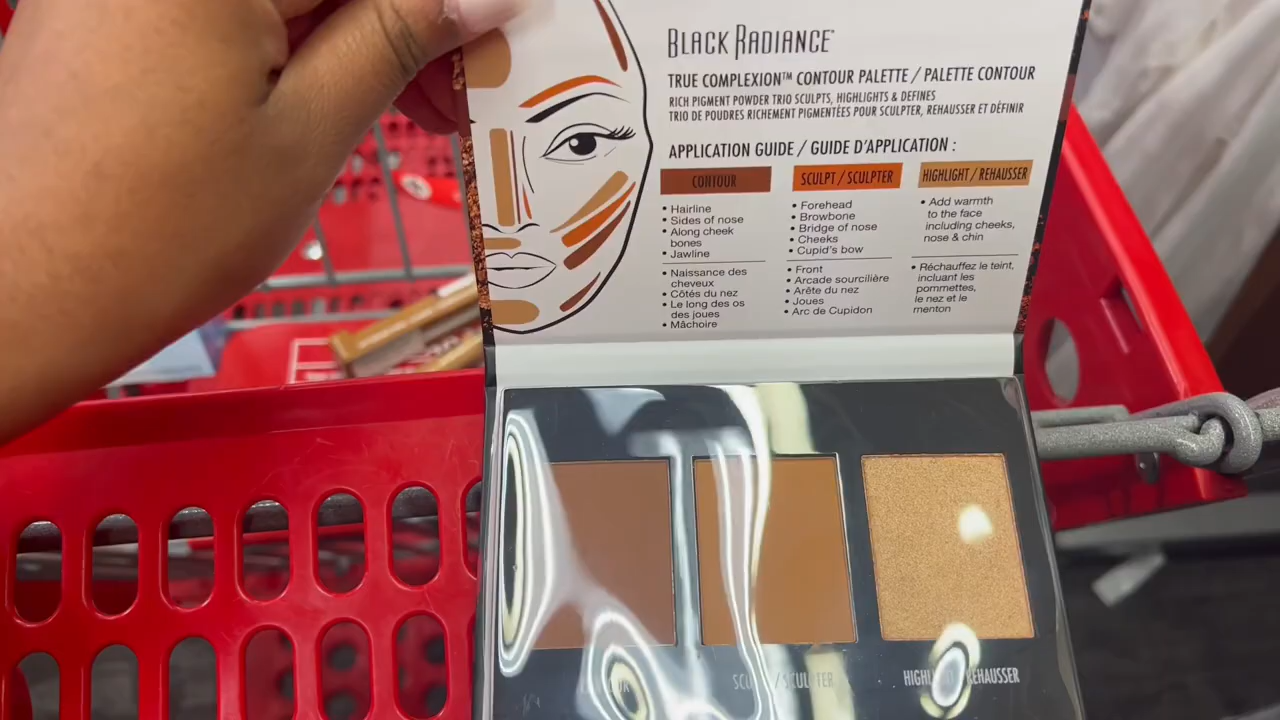 BLACK RADIANCE™
TRUE COMPLEXION™ CONTOUR PALETTE / PALETTE CONTOUR
RICH PIGMENT POWDER TRIO SCULPTS, HIGHLIGHTS & DEFINES
TRIO DE POUDRES RICHEMENT PIGMENTÉES POUR SCULPTER, REHAUSSER ET DÉFINIR
APPLICATION GUIDE / GUIDE D'APPLICATION :
CONTOUR
• Hairline
• Sides of nose
• Along cheek
bones
• Jawline
• Naissance des
cheveux
• Côtés du nez
• Le long des os
des joues
• Mâchoire
SCULPT / SCULPTER
• Forehead
• Browbone
• Bridge of nose
• Cheeks
• Cupid's bow
• Front
• Arcade sourcilière
• Arête du nez
• Joues
• Arc de Cupidon
HIGHLIGHT / REHAUSSER
• Add warmth
to the face
including cheeks,
nose & chin
• Réchauffez le teint,
incluant les
pommettes,
le nez et le
menton
SCULPT / SCULPTER
HIGHLIGHT / REHAUSSER